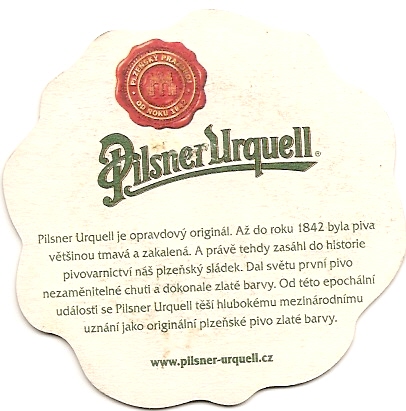 PLZEŇSKÝ PRAZDROJ
OD ROKU 1842
Pilsner Urquell®
Pilsner Urquell je opravdový originál. Až do roku 1842 byla piva
většinou tmavá a zakalená. A právě tehdy zasáhl do historie
pivovarnictví náš plzeňský sládek. Dal světu první pivo
nezaměnitelné chuti a dokonale zlaté barvy. Od této epochální
události se Pilsner Urquell těší hlubokému mezinárodnímu
uznání jako originální plzeňské pivo zlaté barvy.
www.pilsner-urquell.cz